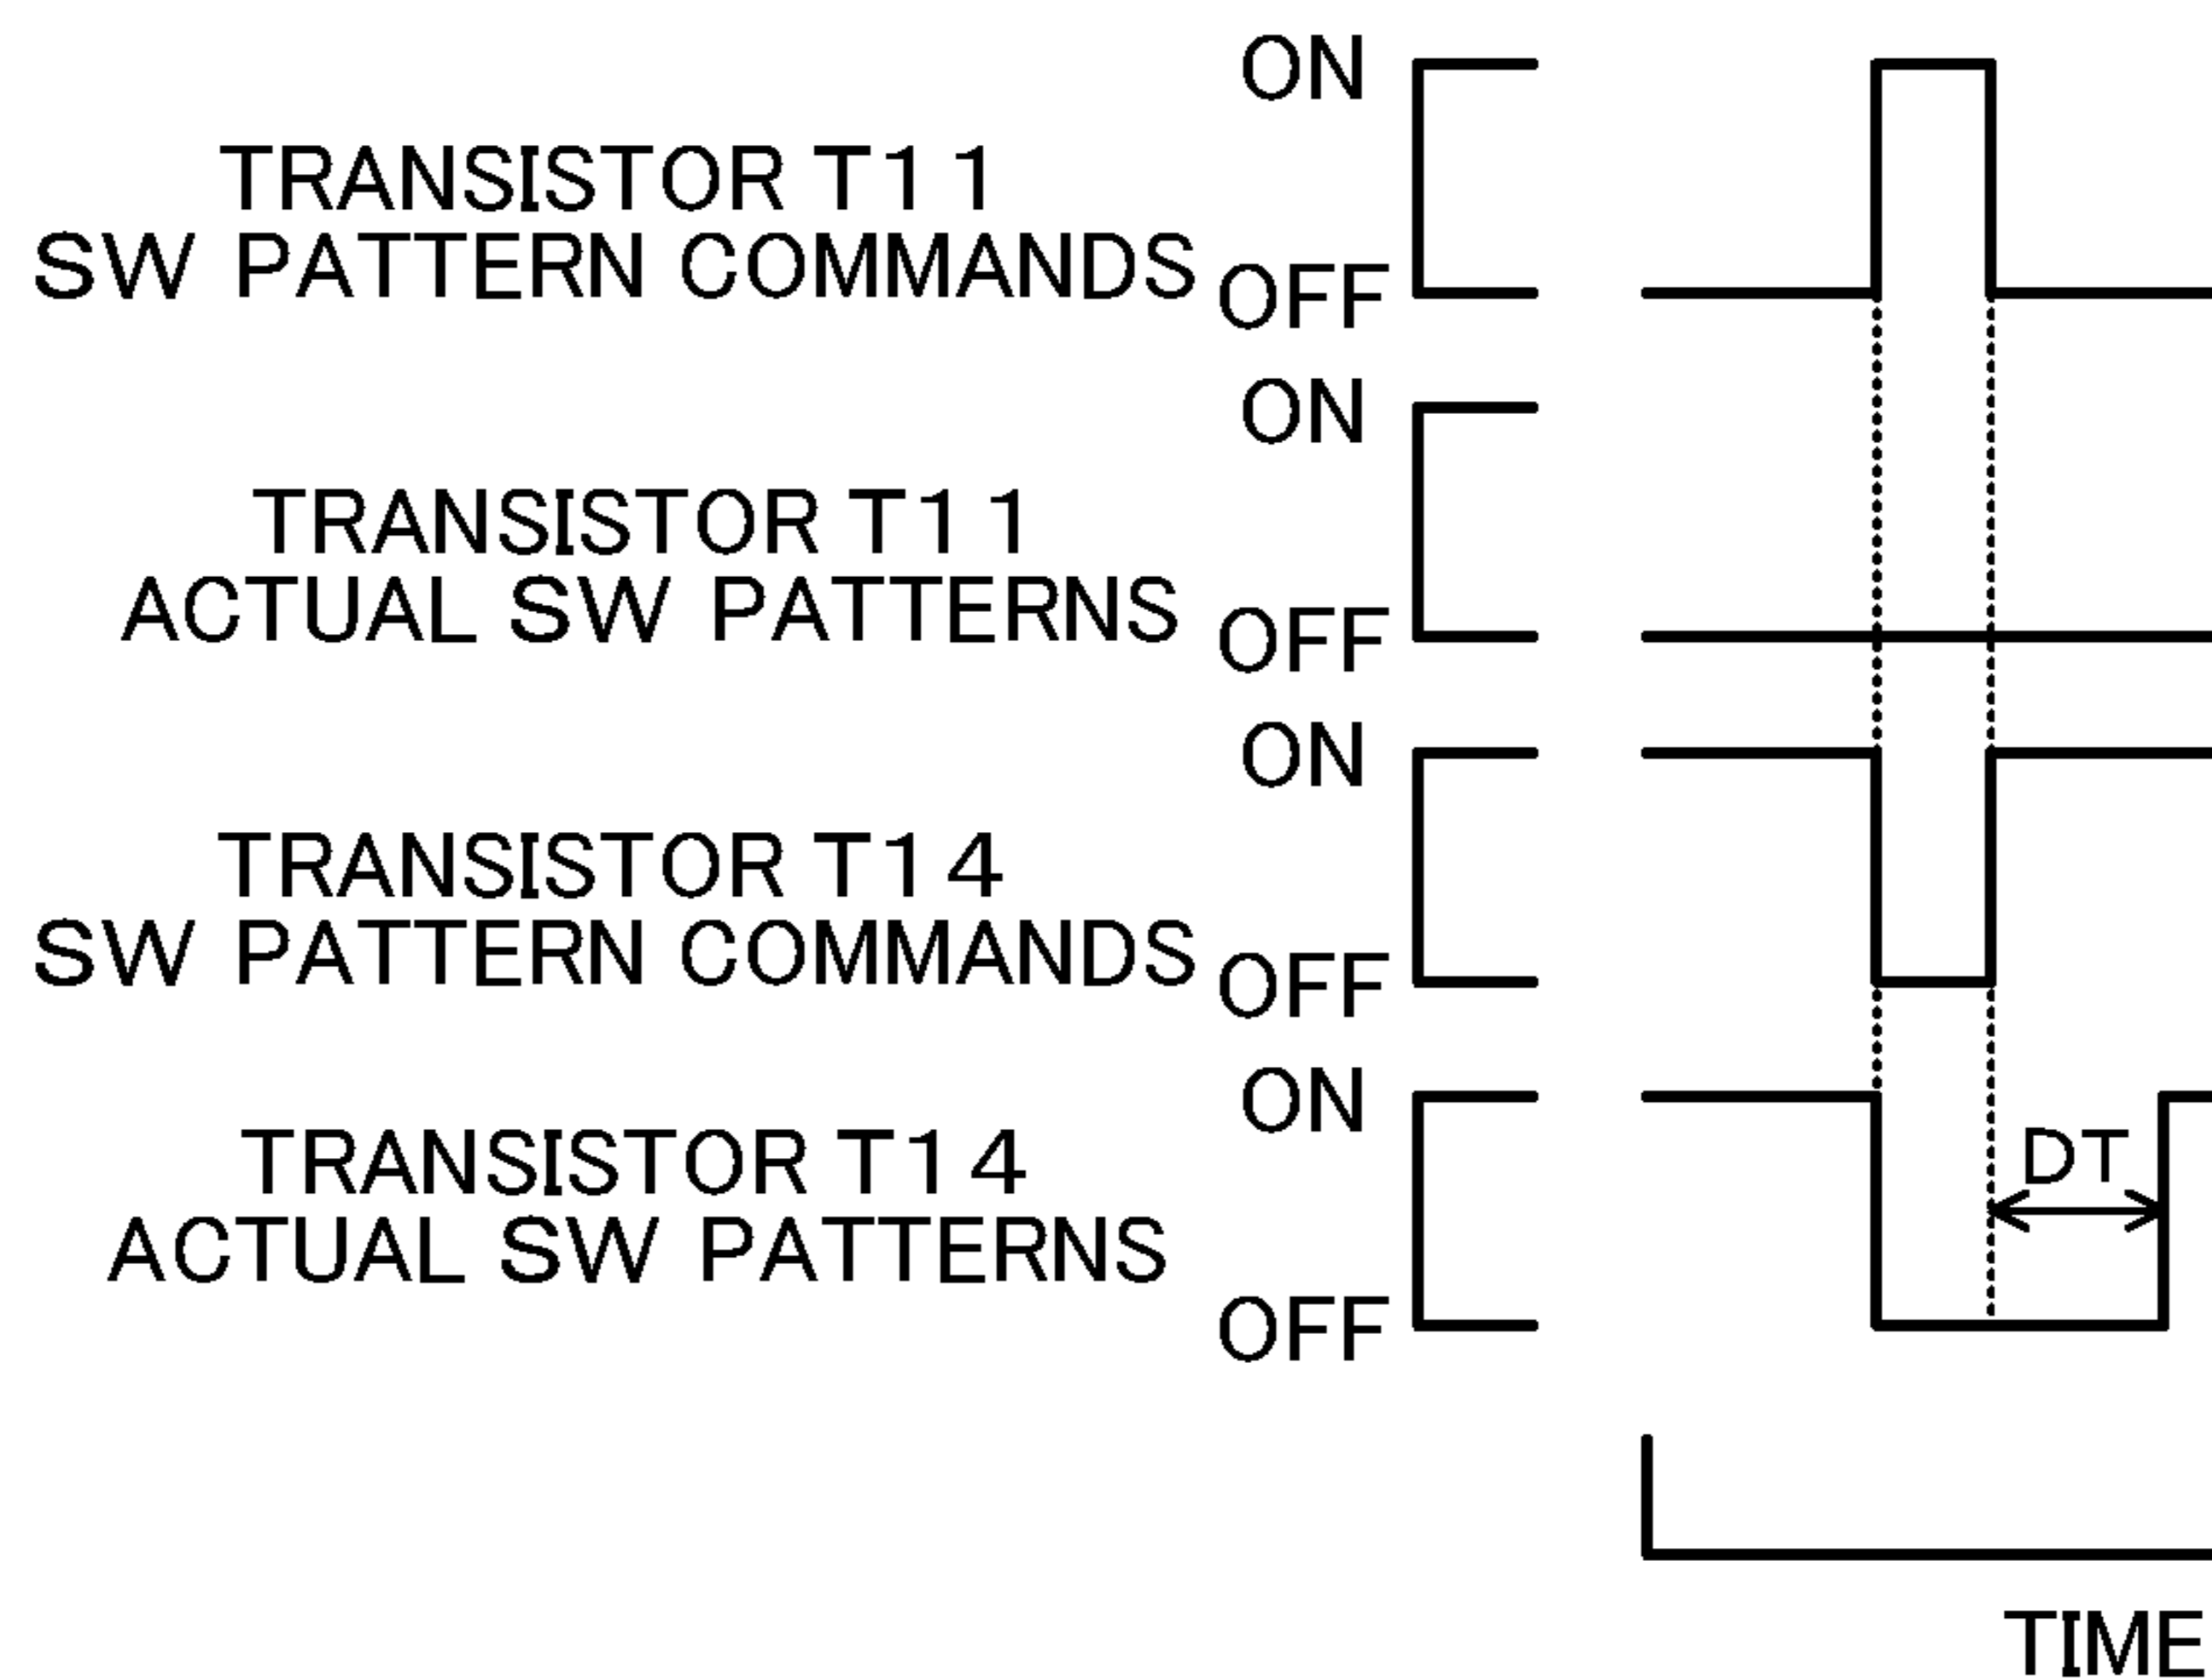 ON
TRANSISTOR T11
SW PATTERN COMMANDS
OFF
ON
TRANSISTOR T11
ACTUAL SW PATTERNS
OFF
ON
TRANSISTOR T14
SW PATTERN COMMANDS
OFF
ON
TRANSISTOR T14
DT
ACTUAL SW PATTERNS
OFF
TIME